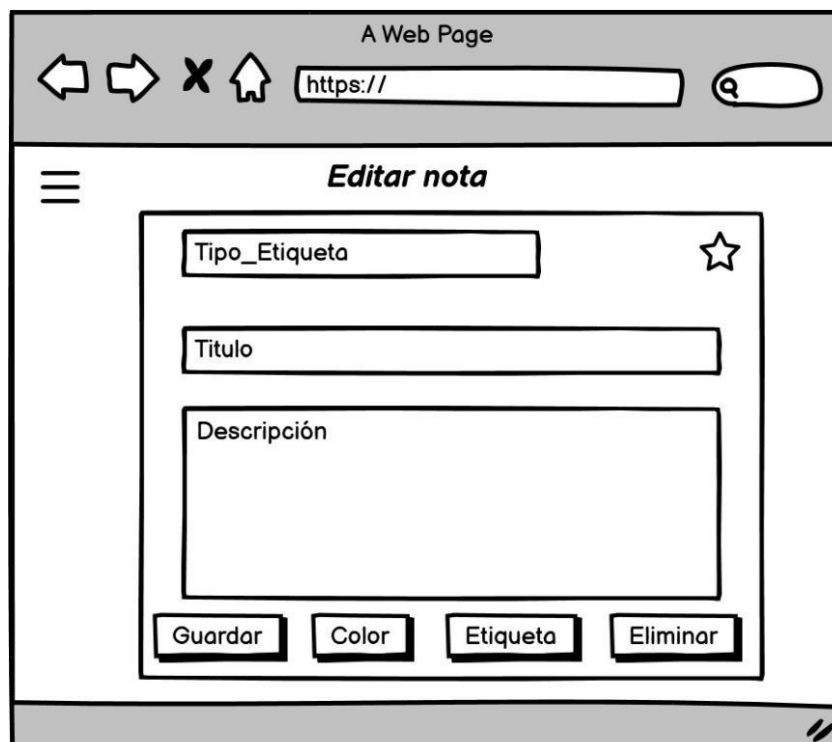 A Web Page
https://
Editar nota
Tipo_Etiqueta
Titulo
Descripción
Guardar Color Etiqueta Eliminar